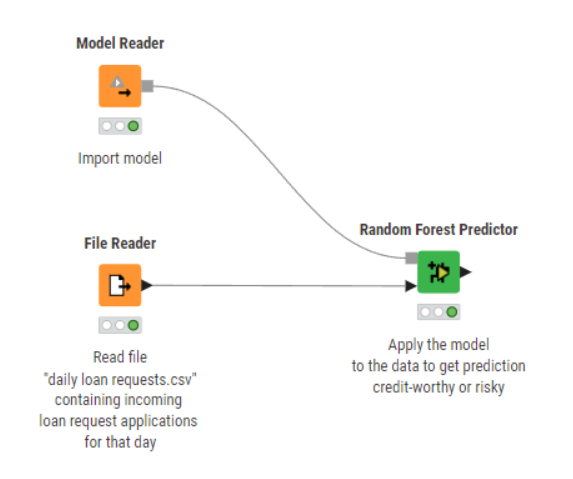 Model Reader
Import model
File Reader
Read file
"daily loan requests.csv"
containing incoming
loan request applications
for that day
Random Forest Predictor
Apply the model
to the data to get prediction
credit-worthy or risky